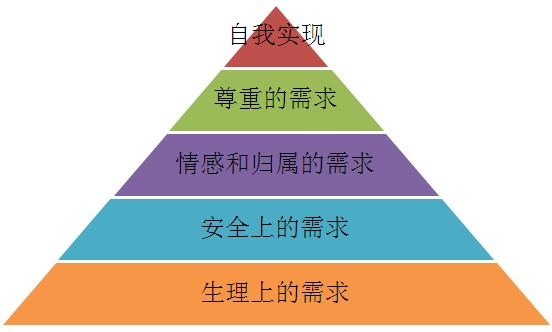 自我实现
尊重的需求
情感和归属的需求
安全上的需求
生理上的需求